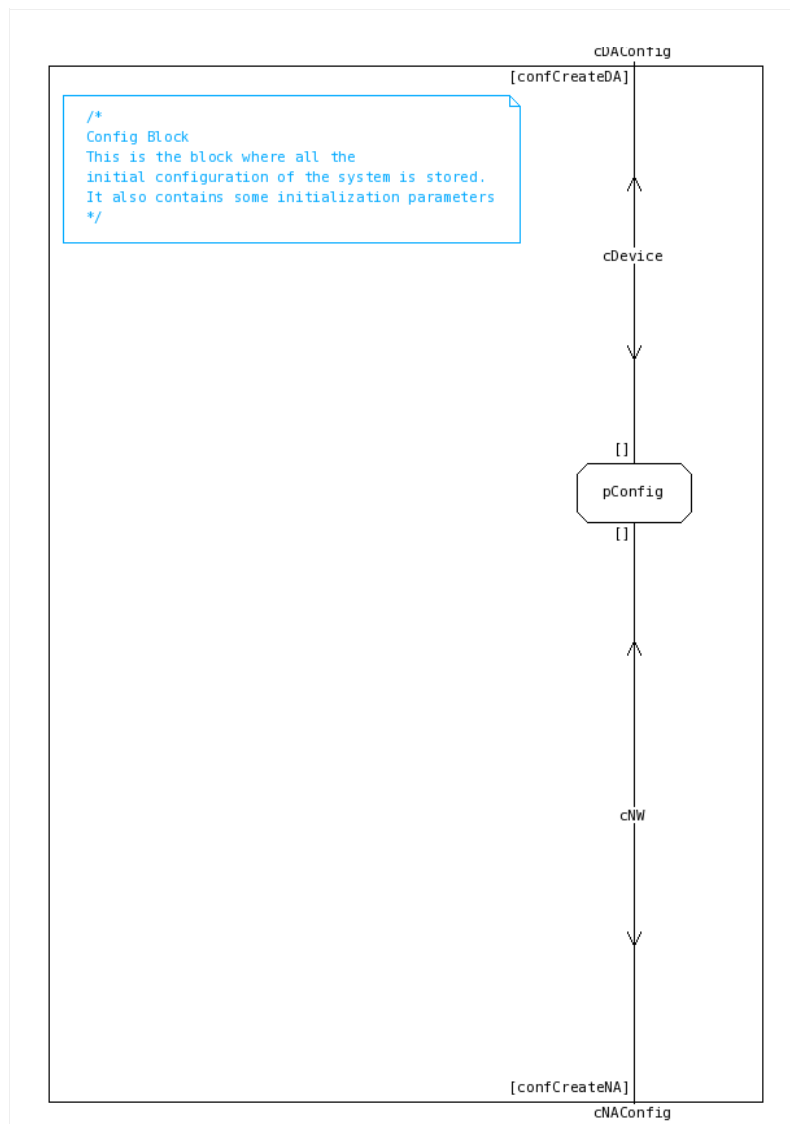 cDAConfig
[confCreateDA]
/*
Config Block
This is the block where all the
initial configuration of the system is stored.
It also contains some initialization parameters
*/
cDevice
[]
pConfig
[]
cNW
[confCreateNA]
cNAConfig